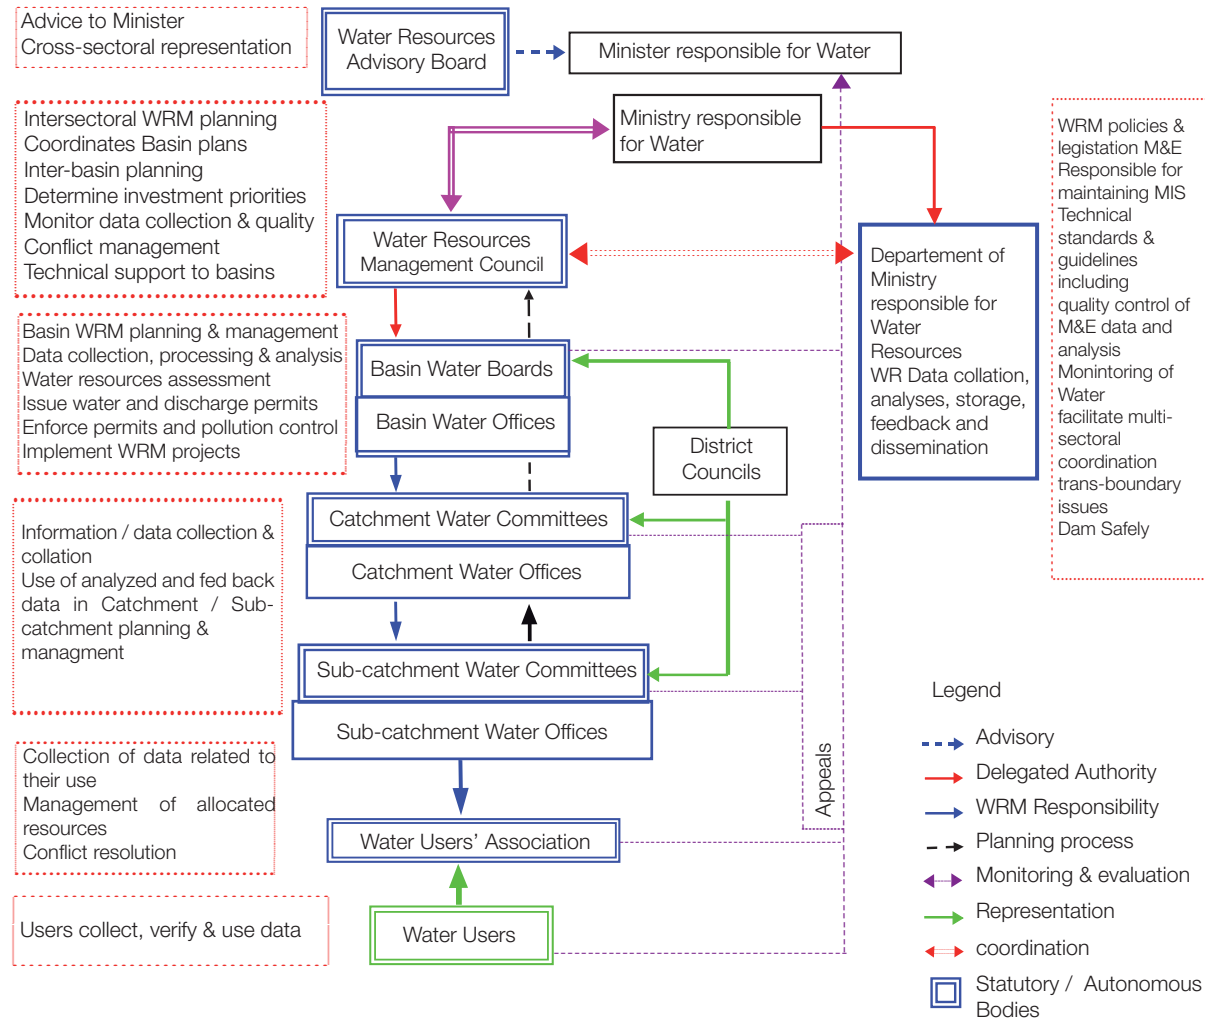 Advice to Minister
Cross-sectoral representation
Water Resources
Advisory Board
Minister responsible for Water
Intersectoral WRM planning
Coordinates Basin plans
Inter-basin planning
Determine investment priorities
Monitor data collection & quality
Conflict management
Technical support to basins
Ministry responsible
for Water
Water Resources
Management Council
WRM policies &
legistation M&E
Responsible for
maintaining MIS
Technical
standards &
guidelines
including
quality control of
M&E data and
analysis
Monintoring of
Water
facilitate multi-
sectoral
coordination
trans-boundary
issues
Dam Safely
Departement of
Ministry
responsible for
Water
Resources
WR Data collation,
analyses, storage,
feedback and
dissemination
Basin WRM planning & management
Data collection, processing & analysis
Water resources assessment
Issue water and discharge permits
Enforce permits and pollution control
Implement WRM projects
Basin Water Boards
Basin Water Offices
District
Councils
Information / data collection &
collation
Use of analyzed and fed back
data in Catchment / Sub-
catchment planning &
managment
Catchment Water Committees
Catchment Water Offices
Sub-catchment Water Committees
Sub-catchment Water Offices
Collection of data related to
their use
Management of allocated
resources
Conflict resolution
Water Users' Association
Appeals
Users collect, verify & use data
Water Users
Legend
Advisory
Delegated Authority
WRM Responsibility
Planning process
Monitoring & evaluation
Representation
coordination
Statutory / Autonomous
Bodies